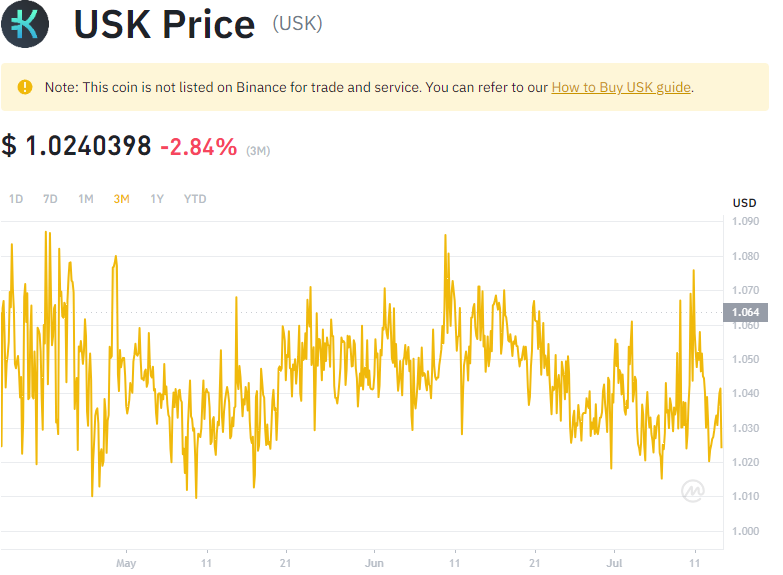 USK Price (USK)
Note: This coin is not listed on Binance for trade and service. You can refer to our How to Buy USK guide.
$ 1.0240398 -2.84% (3M)
1D 7D 1M 3M 1Y YTD
USD
1.090
1.080
1.070
1.064
1.060
1.050
1.040
1.030
1.020
1.010
1.000
May 11 21 Jun 11 21 Jul 11